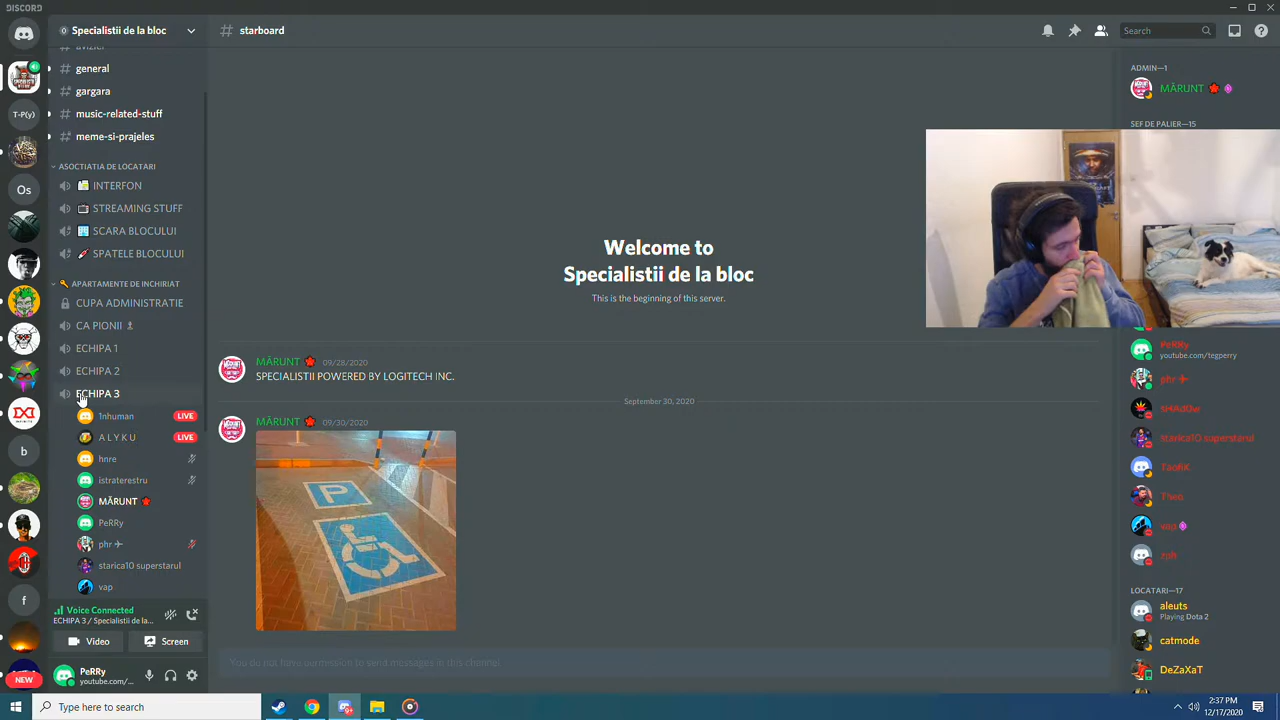 DISCORD
Specialistii de la bloc
# starboard
Search
general
gargara
music-related-stuff
meme-si-prajeles
ASOCTIATIA DE LOCATARI
INTERFON
STREAMING STUFF
SCARA BLOCULUI
SPATELE BLOCULUI
APARTAMENTE DE INCHIRIAT
CUPA ADMINISTRATIE
CA PIONII
ECHIPA 1
ECHIPA 2
ECHIPA 3
1nhuman LIVE
A L Y K U LIVE
hnre
istraterestru
MĂRUNT
PeRRy
phr
starica10 superstarul
vap
Voice Connected
ECHIPA 3 / Specialistii de la...
Video
Screen
PeRRy
youtube.com/...
T-P(y)
Os
b
f
NEW
Welcome to
Specialistii de la bloc
This is the beginning of this server.
MĂRUNT 09/28/2020
SPECIALISTII POWERED BY LOGITECH INC.
September 30, 2020
MĂRUNT 09/30/2020
P
You do not have permission to send messages in this channel.
ADMIN—1
MĂRUNT
SEF DE PALIER—15
PeRRy
youtube.com/tegperry
phr
starica10 superstarul
TaoRK
Theo
vap
zph
LOCATARI—17
aleuts
Playing Dota 2
catmode
DeZaXaT
Type here to search
2:37 PM
12/17/2020